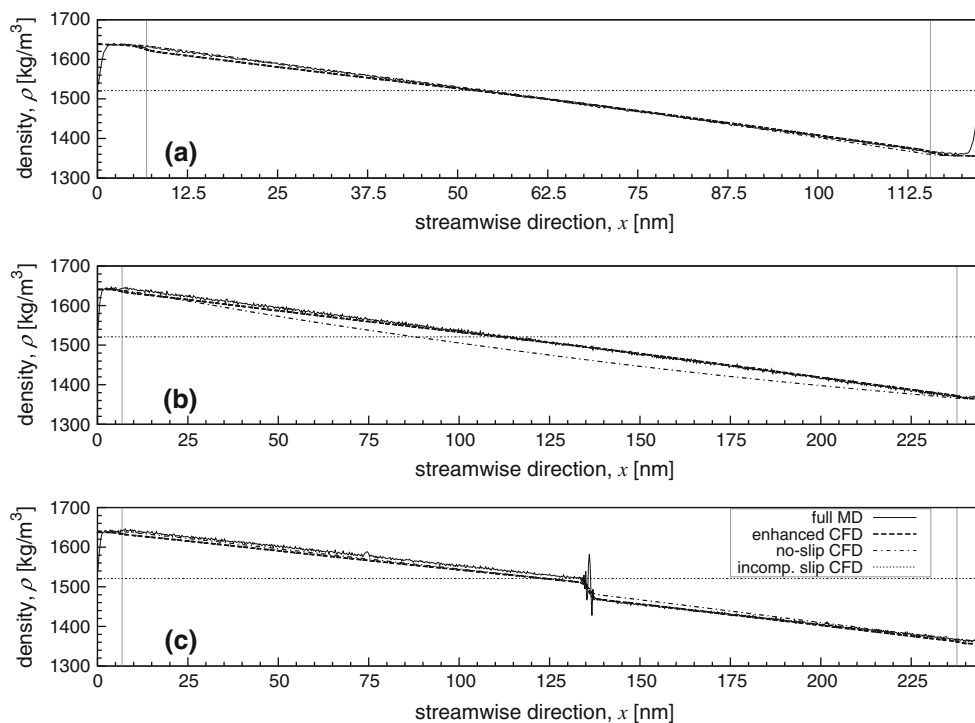 1700
1600
1500
1400
1300
density, ρ [kg/m³]
(a)
0 12.5 25 37.5 50 62.5 75 87.5 100 112.5
streamwise direction, x [nm]
1700
1600
1500
1400
1300
density, ρ [kg/m³]
(b)
0 25 50 75 100 125 150 175 200 225
streamwise direction, x [nm]
1700
1600
1500
1400
1300
density, ρ [kg/m³]
full MD
enhanced CFD
no-slip CFD
incomp. slip CFD
(c)
0 25 50 75 100 125 150 175 200 225
streamwise direction, x [nm]